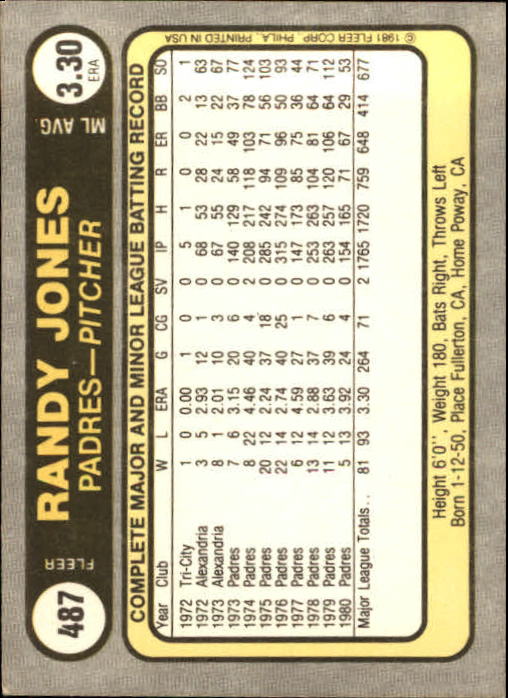 487
FLEER
RANDY JONES
PADRES—PITCHER
ML AVG.
3.30
ERA
COMPLETE MAJOR AND MINOR LEAGUE BATTING RECORD
Year Club W L ERA G CG SV IP H R ER BB SO
1972 Tri-City 1 0 0.00 1 0 0 5 1 0 0 2 1
1972 Alexandria 3 5 2.93 12 1 0 68 53 28 22 13 63
1973 Alexandria 8 1 2.01 10 3 0 67 55 24 15 22 67
1973 Padres 7 6 3.15 20 6 0 140 129 58 49 37 77
1974 Padres 8 22 4.46 40 4 2 208 217 118 103 78 124
1975 Padres 20 12 2.24 37 18 0 285 242 94 71 56 103
1976 Padres 22 14 2.74 40 25 0 315 274 109 96 50 93
1977 Padres 6 12 4.59 27 1 0 147 173 85 75 36 44
1978 Padres 13 14 2.88 37 7 0 253 263 104 81 64 71
1979 Padres 11 12 3.63 39 6 0 263 257 120 106 64 112
1980 Padres 5 13 3.92 24 4 0 154 165 71 67 29 53
Major League Totals.. 81 93 3.30 264 71 2 1765 1720 759 648 414 677
Height 6'0'', Weight 180, Bats Right, Throws Left
Born 1-12-50, Place Fullerton, CA, Home Poway, CA
© 1981 FLEER CORP. PHILA., PRINTED IN USA